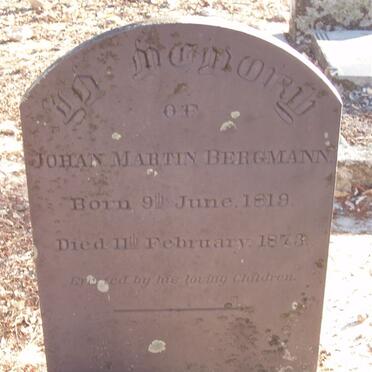 IN MEMORY
OF
JOHAN MARTIN BERGMANN
Born 9th June, 1819.
Died 11th February, 1873.
Erected by his loving Children.